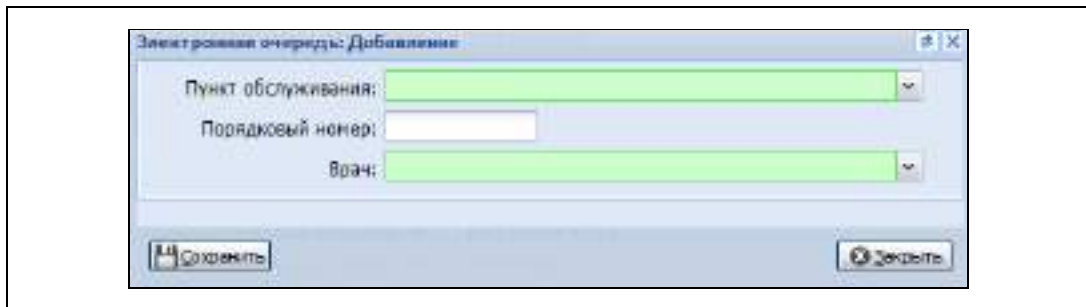 Электронная очередь: Добавление
Пункт обслуживания:
Порядковый номер:
Врач:
Сохранить
Закрыть